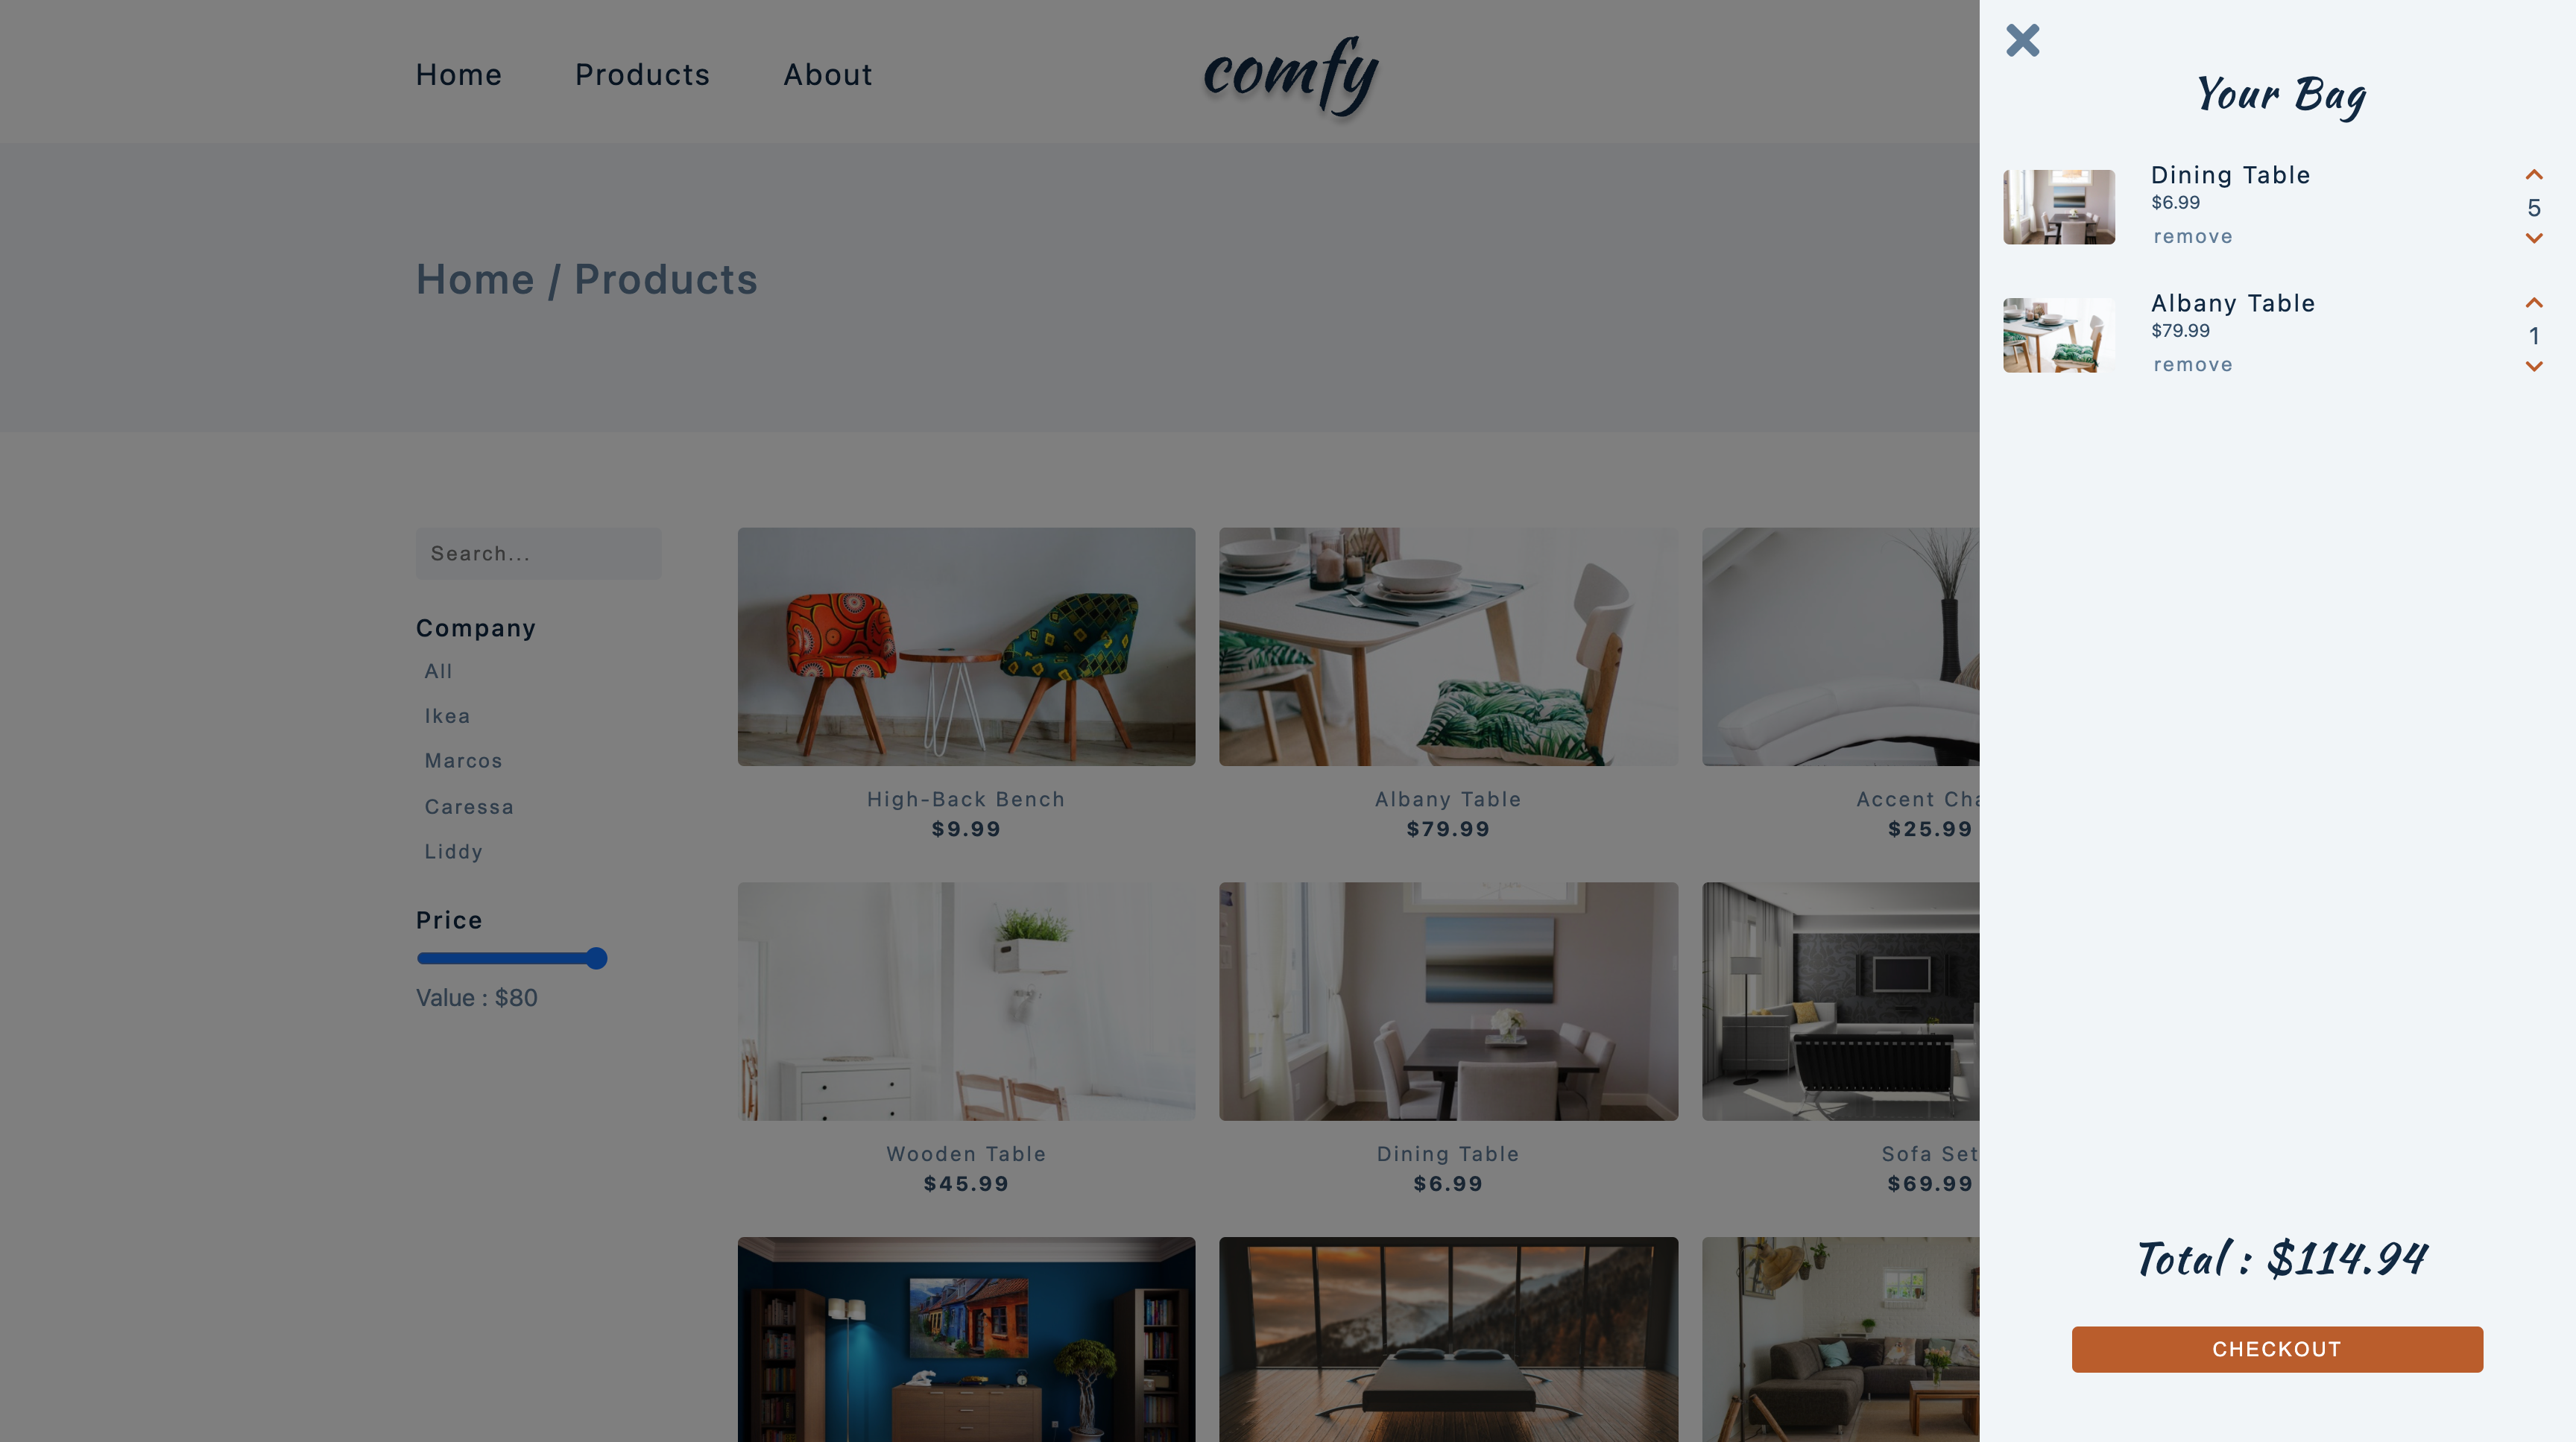 Home Products About
comfy
Home / Products
Search...
Company
All
Ikea
Marcos
Caressa
Liddy
Price
Value : $80
High-Back Bench
$9.99
Albany Table
$79.99
Accent
$25.99
Wooden Table
$45.99
Dining Table
$6.99
Sofa Set
$69.99
Your Bag
Dining Table
$6.99
remove
5
Albany Table
$79.99
remove
1
Total : $114.94
CHECKOUT